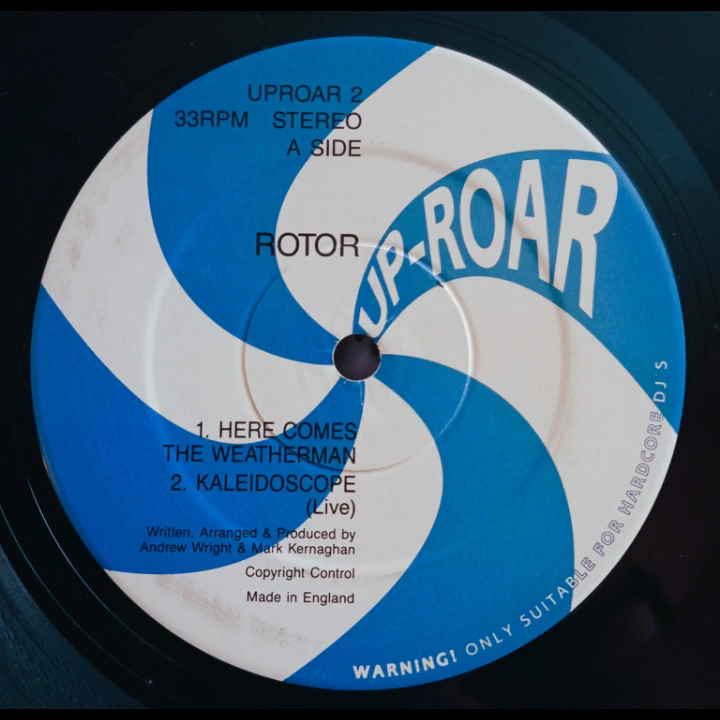 UPROAR 2
33RPM STEREO
A SIDE
ROTOR
UP-ROAR
1. HERE COMES
THE WEATHERMAN
2. KALEIDOSCOPE
(Live)
Written, Arranged & Produced by
Andrew Wright & Mark Kernaghan
Copyright Control
Made in England
WARNING! ONLY SUITABLE FOR HARDCORE DJ'S